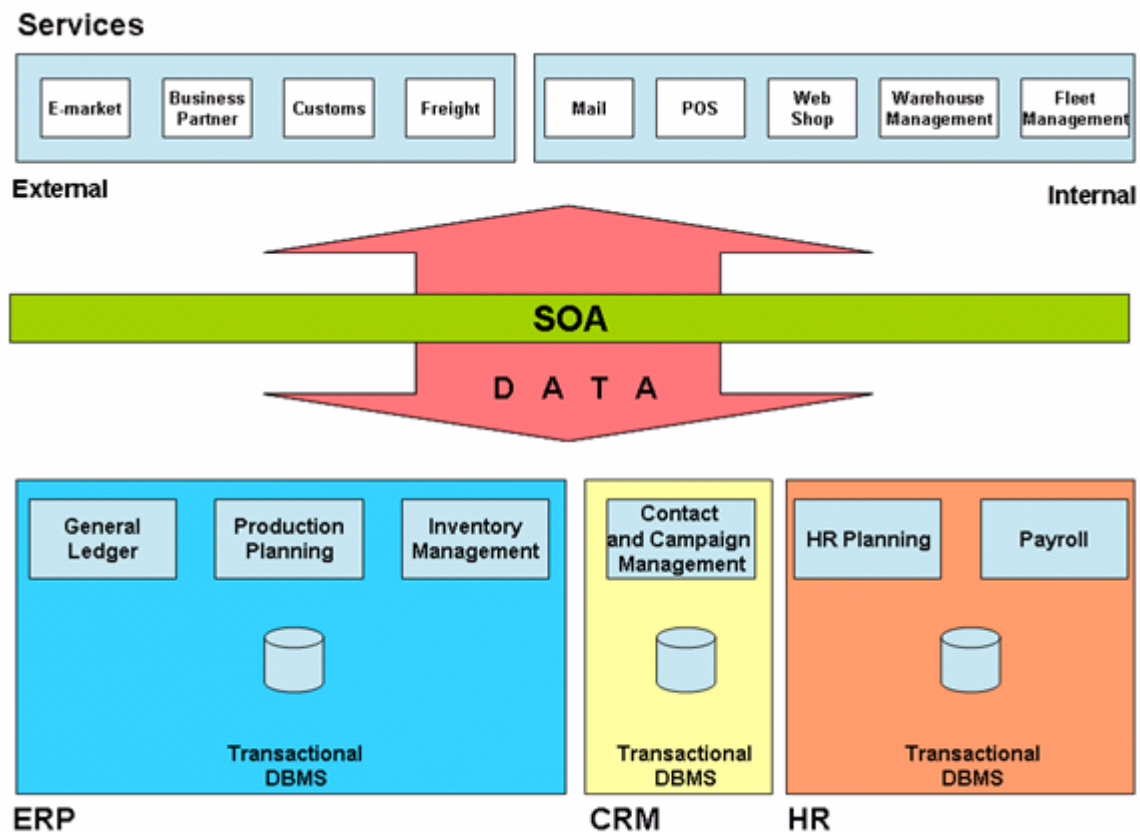 Services
E-market
Business
Partner
Customs
Freight
Mail
POS
Web
Shop
Warehouse
Management
Fleet
Management
External
Internal
SOA
D A T A
General
Ledger
Production
Planning
Inventory
Management
Contact
and Campaign
Management
HR Planning
Payroll
Transactional
DBMS
Transactional
DBMS
Transactional
DBMS
ERP
CRM
HR